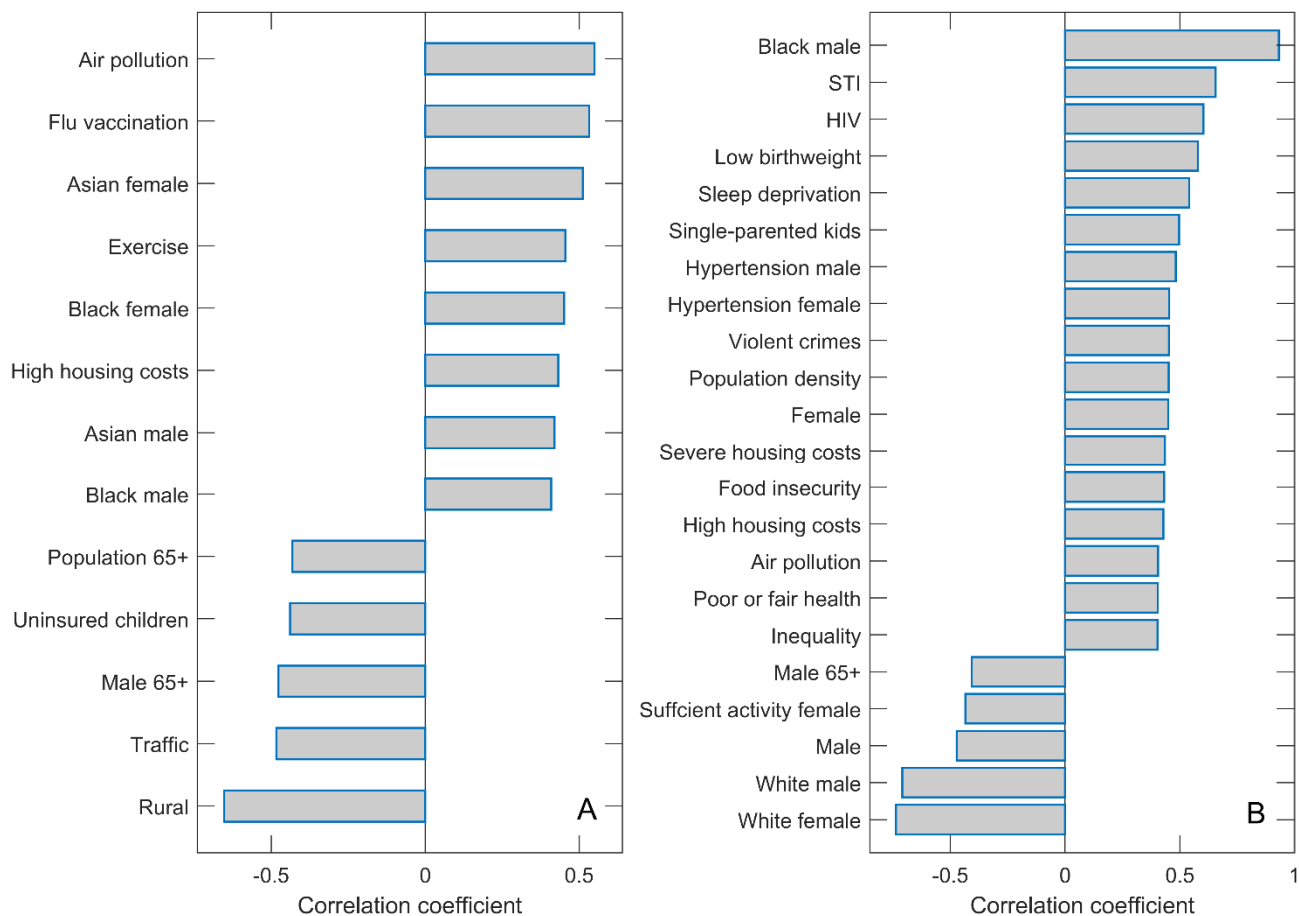 Air pollution
Flu vaccination
Asian female
Exercise
Black female
High housing costs
Asian male
Black male
Population 65+
Uninsured children
Male 65+
Traffic
Rural
A
-0.5
0
0.5
Correlation coefficient
Black male
STI
HIV
Low birthweight
Sleep deprivation
Single-parented kids
Hypertension male
Hypertension female
Violent crimes
Population density
Female
Severe housing costs
Food insecurity
High housing costs
Air pollution
Poor or fair health
Inequality
Male 65+
Suffcient activity female
Male
White male
White female
B
-0.5
0
0.5
1
Correlation coefficient